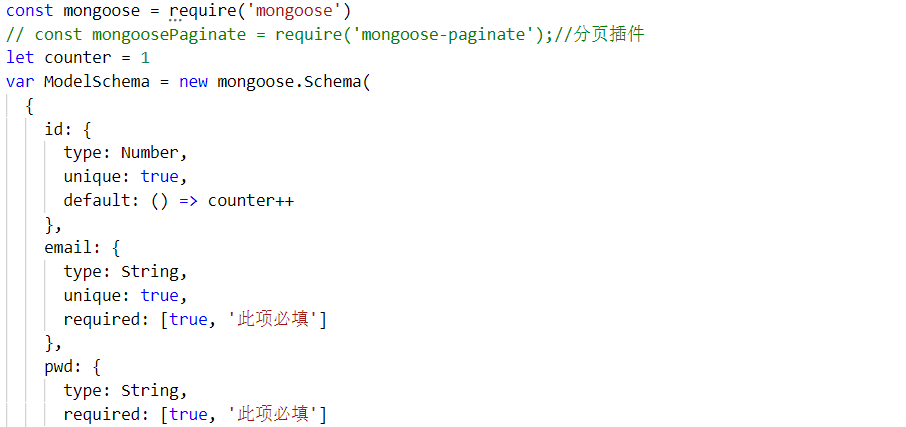 const mongoose = require('mongoose')
// const mongoosePaginate = require('mongoose-paginate');//分页插件
let counter = 1
var ModelSchema = new mongoose.Schema(
  {
    id: {
      type: Number,
      unique: true,
      default: () => counter++
    },
    email: {
      type: String,
      unique: true,
      required: [true, '此项必填']
    },
    pwd: {
      type: String,
      required: [true, '此项必填']